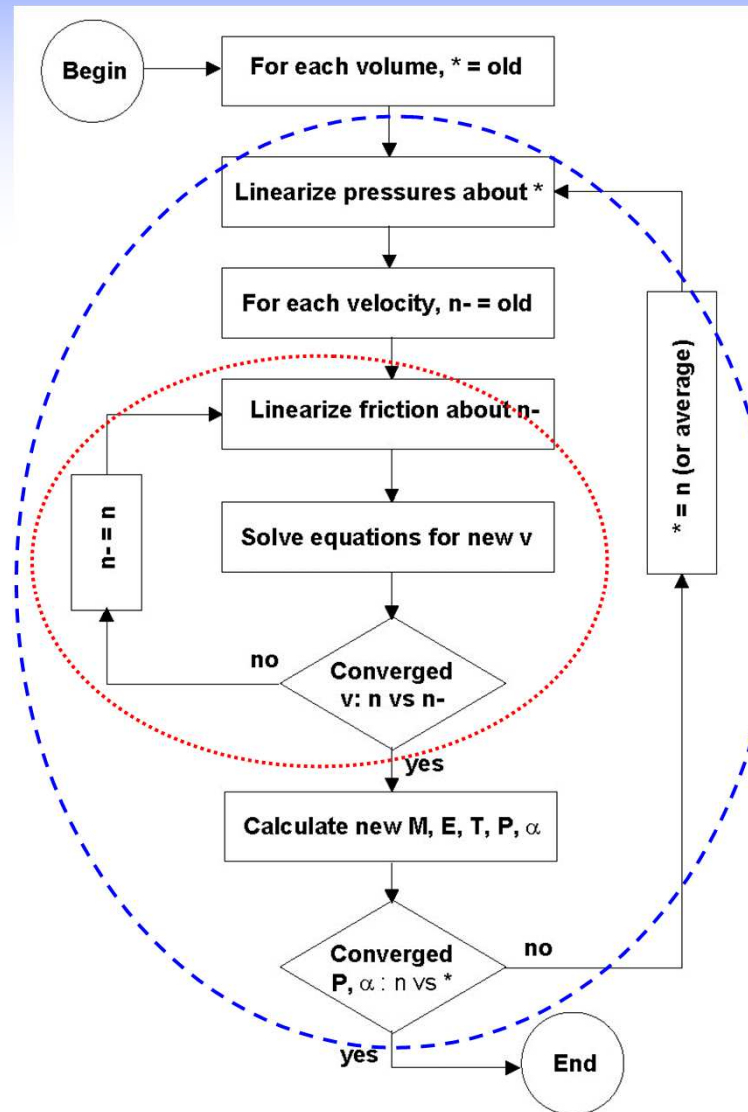 Begin
For each volume, * = old
Linearize pressures about *
For each velocity, n- = old
Linearize friction about n-
* = n (or average)
n- = n
Solve equations for new v
no
Converged
v: n vs n-
yes
Calculate new M, E, T, P, α
Converged
P, α : n vs *
no
yes
End